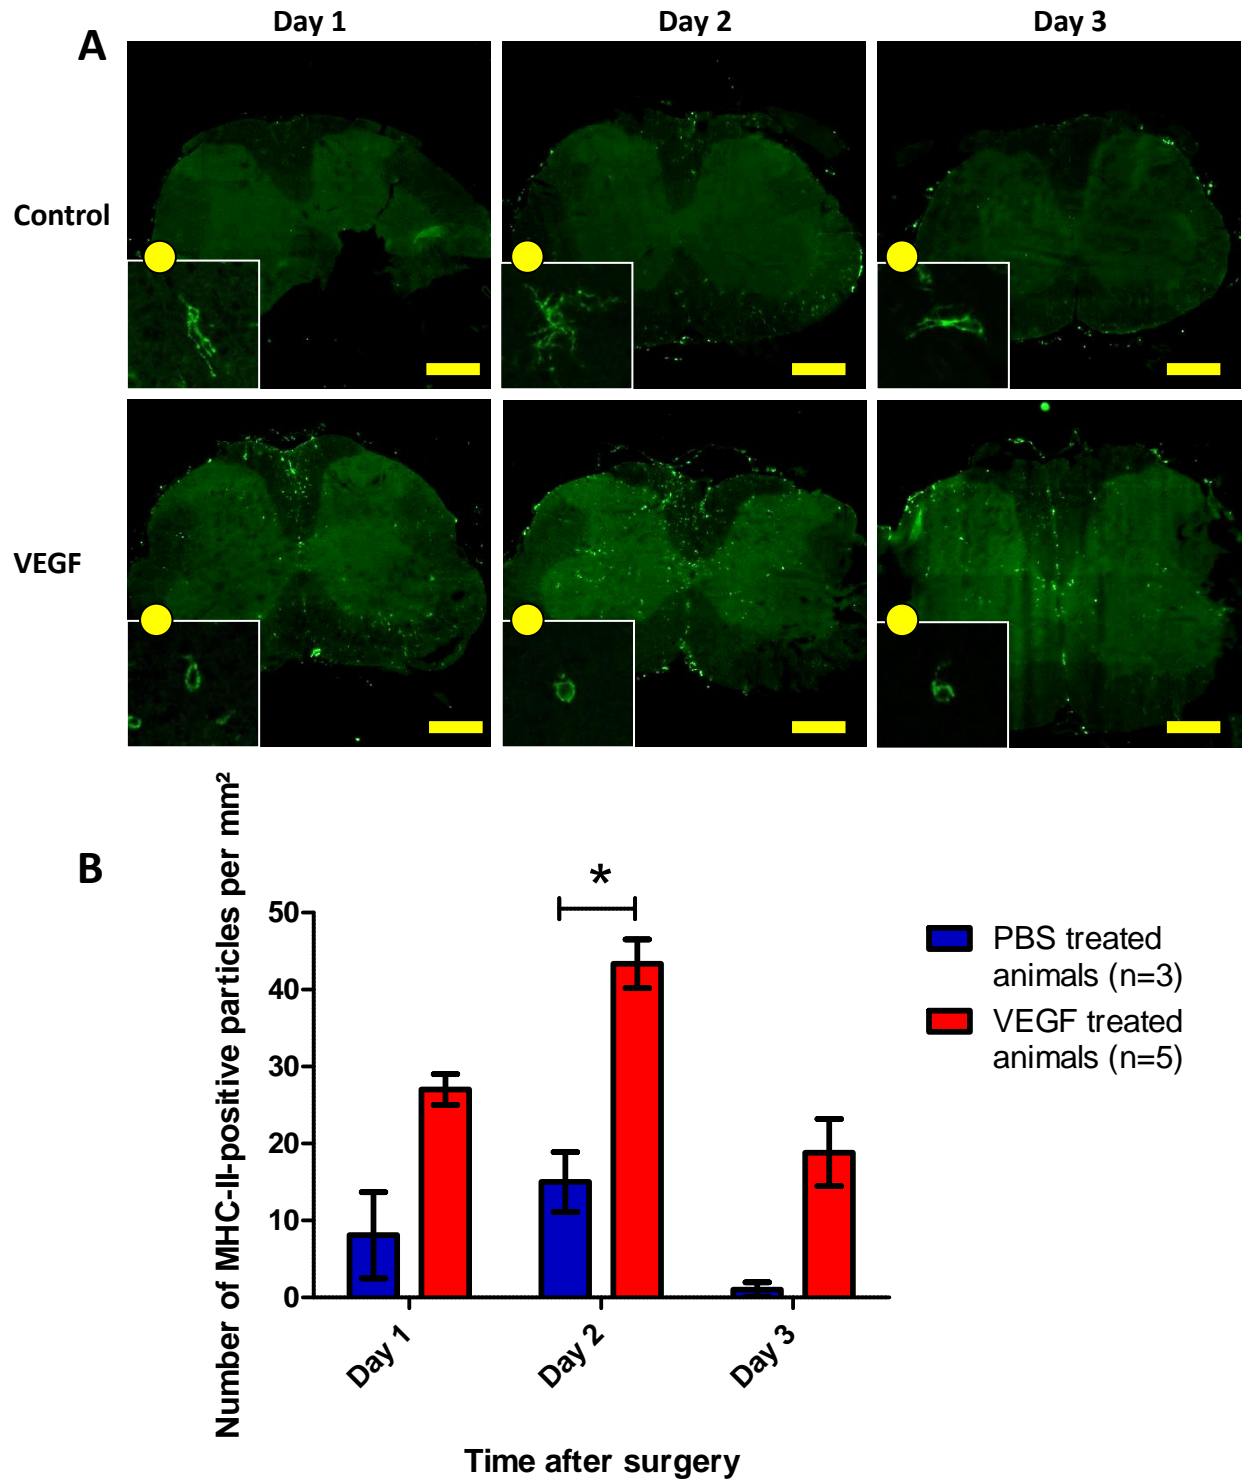 Day 1
Day 2
Day 3
A
Control
VEGF
B
Number of MHC-II-positive particles per mm²
*
50
40
30
20
10
0
Day 1
Day 2
Day 3
Time after surgery
PBS treated
animals (n=3)
VEGF treated
animals (n=5)